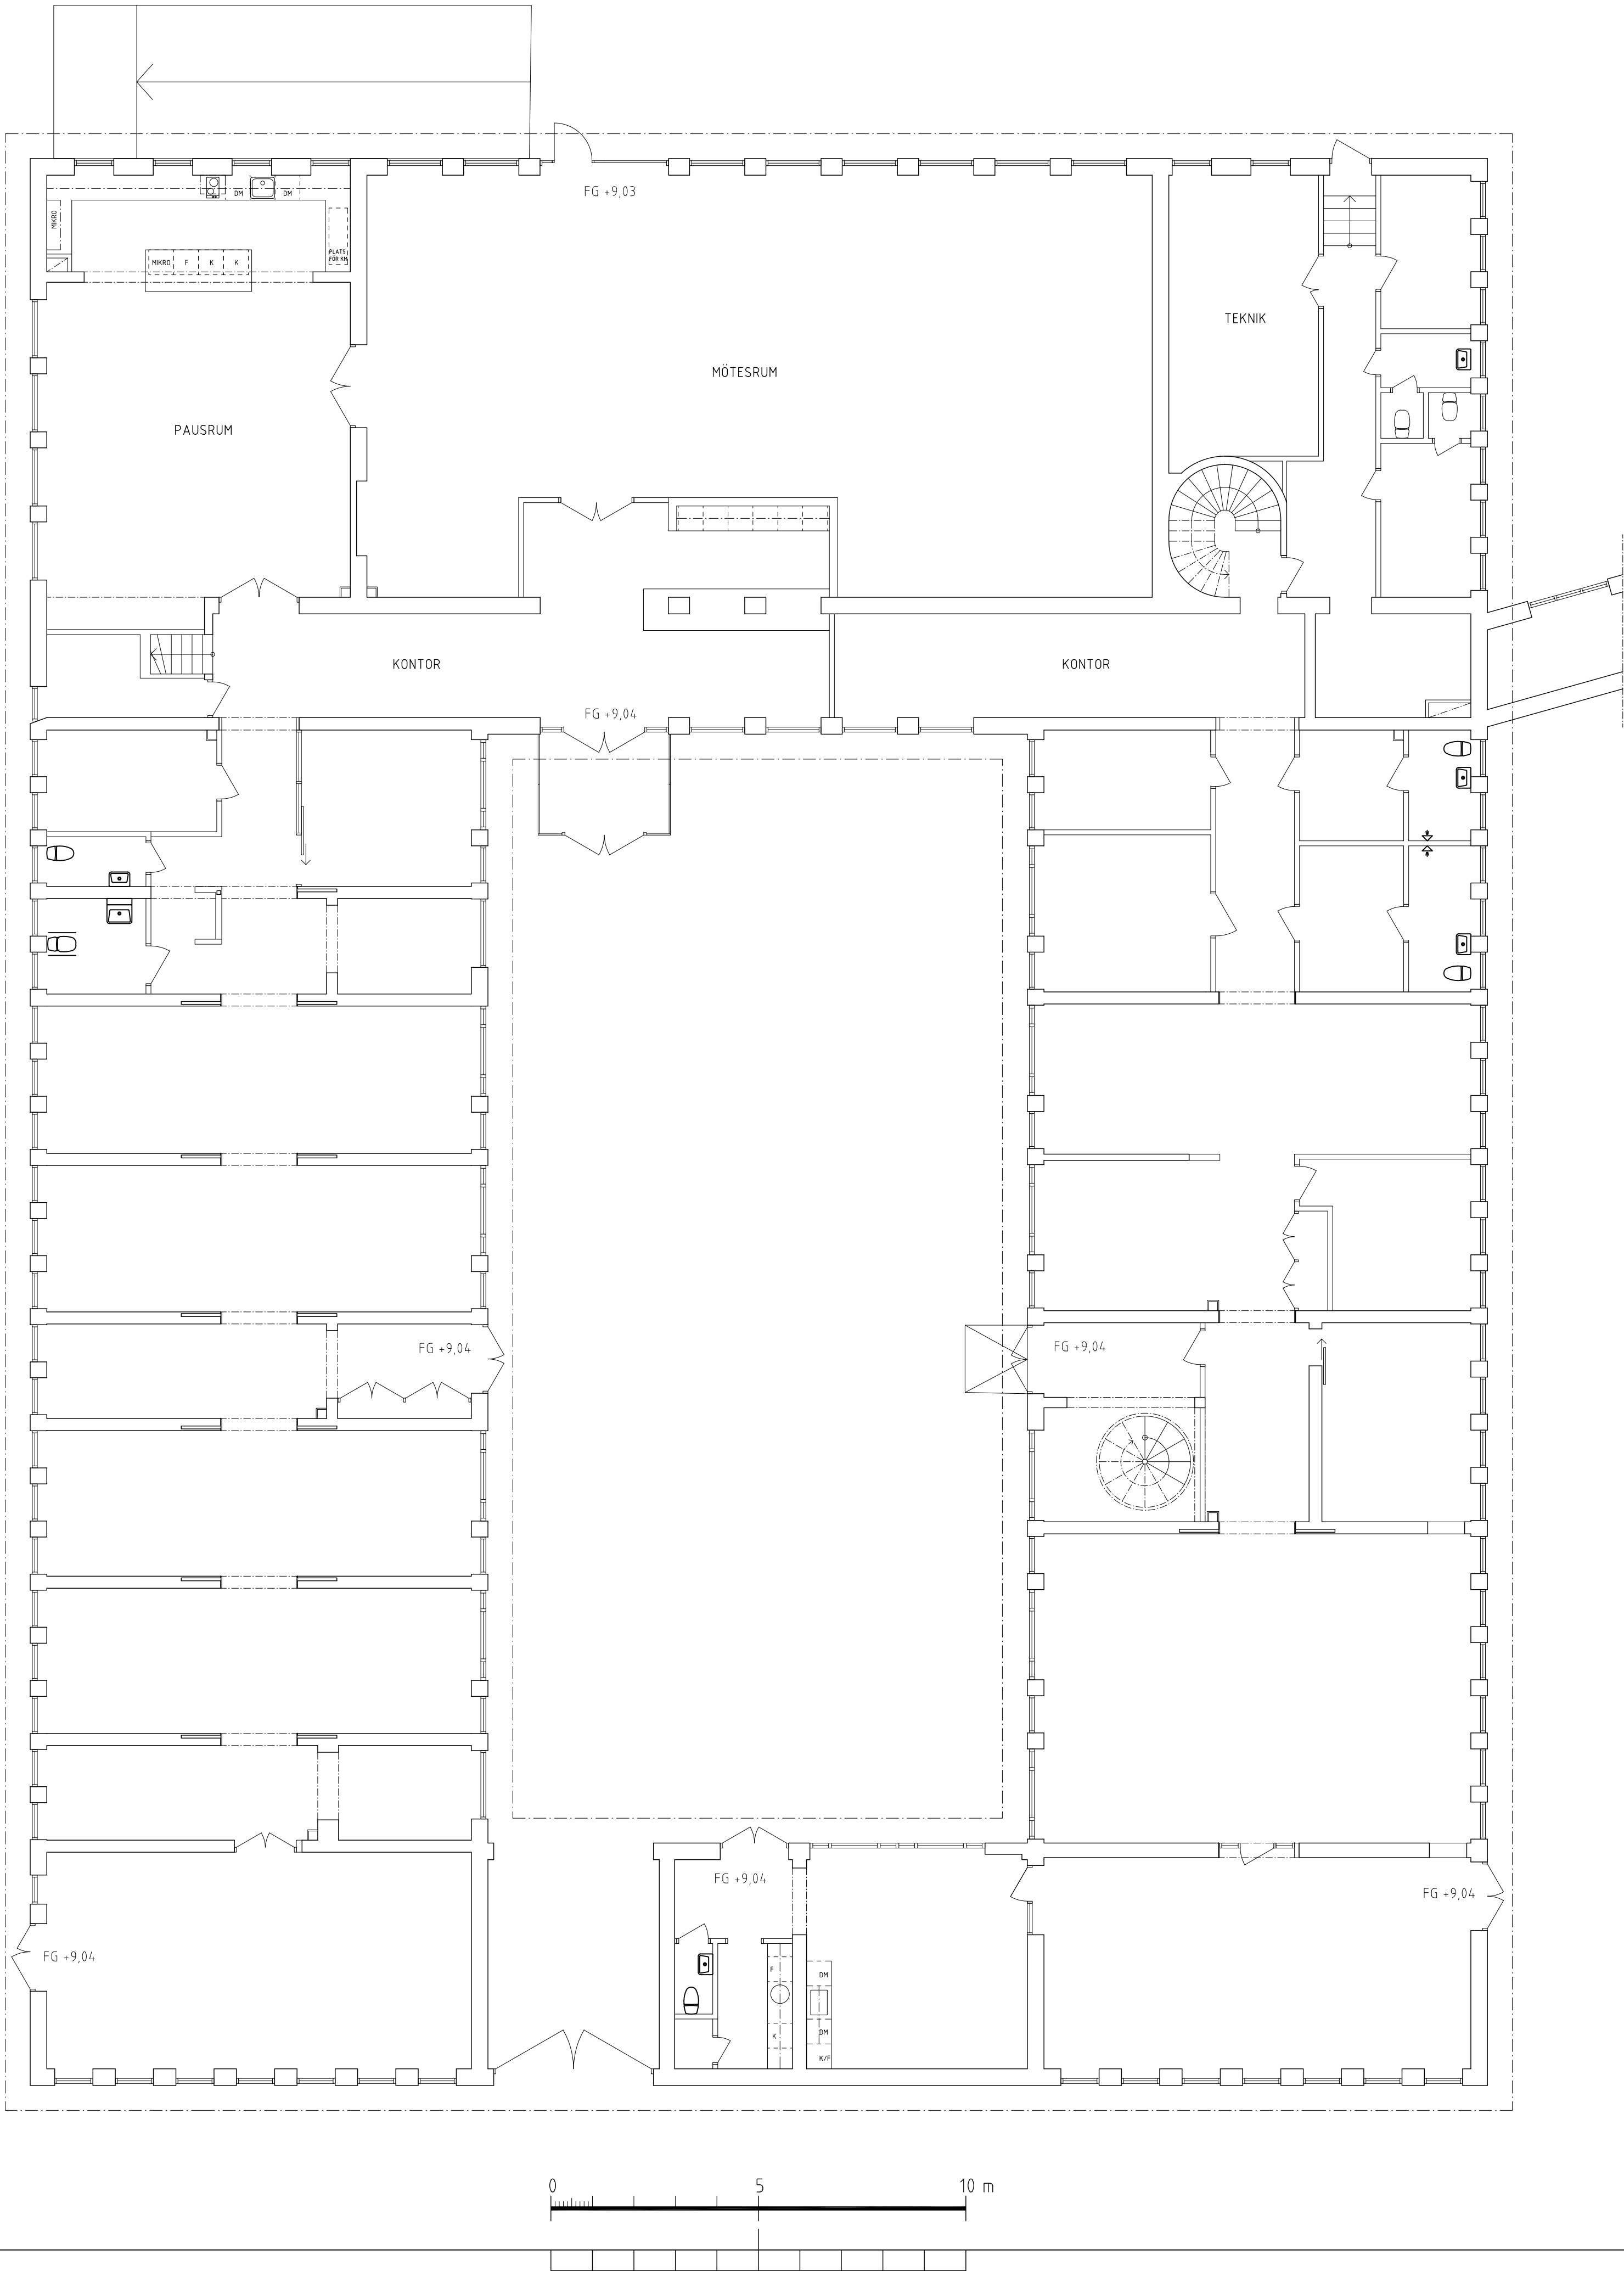 FG +9,03
DM
DM
MIKRO
PLATS
FÖR KM
MIKRO F K K
TEKNIK
MÖTESRUM
PAUSRUM
KONTOR
KONTOR
FG +9,04
FG +9,04
FG +9,04
FG +9,04
FG +9,04
FG +9,04
F
DM
K
DM
K/F
0 5 10 m